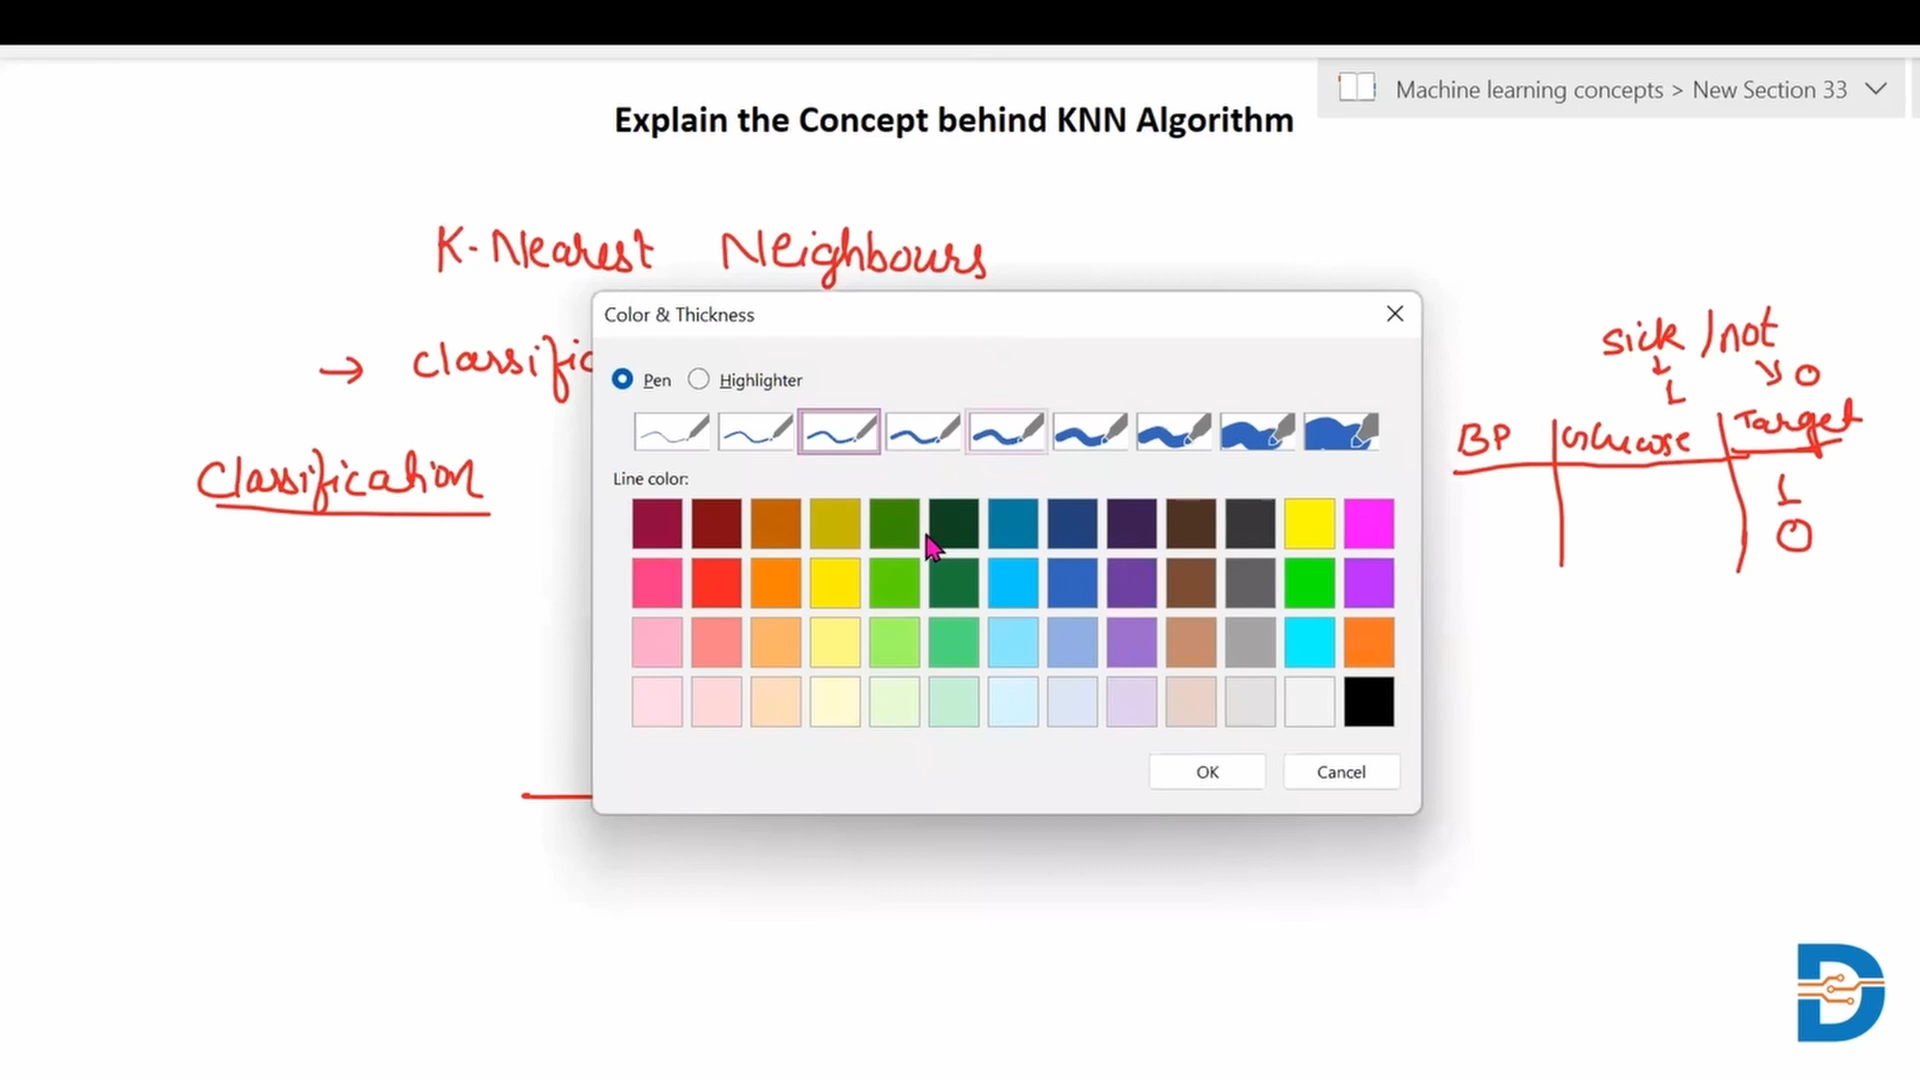 Machine learning concepts > New Section 33
Explain the Concept behind KNN Algorithm
K-Nearest Neighbours
Color & Thickness
sick / not
→ classific
Pen Highlighter
1 0
BP Glucose Target
Classification
Line color:
1
0
OK Cancel